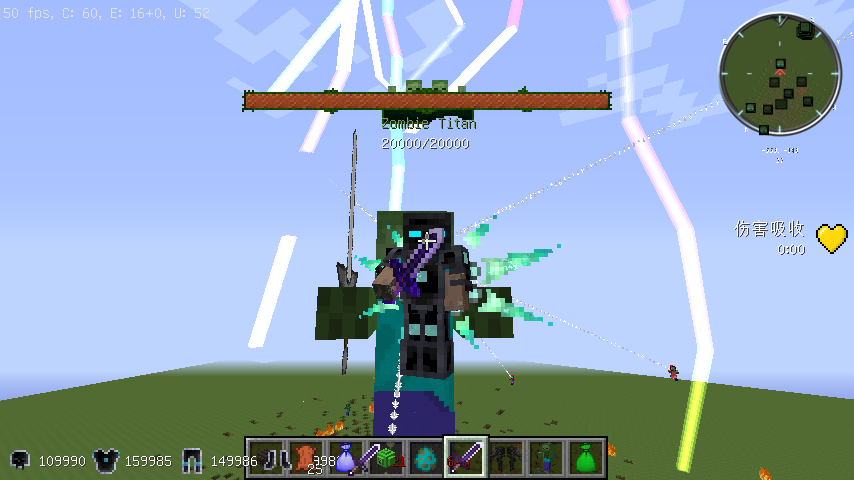 50 fps, C: 60, E: 16+0, U: 52
Zombie Titan
20000/20000
伤害吸收
0:00
109990
159985
149986
398
25